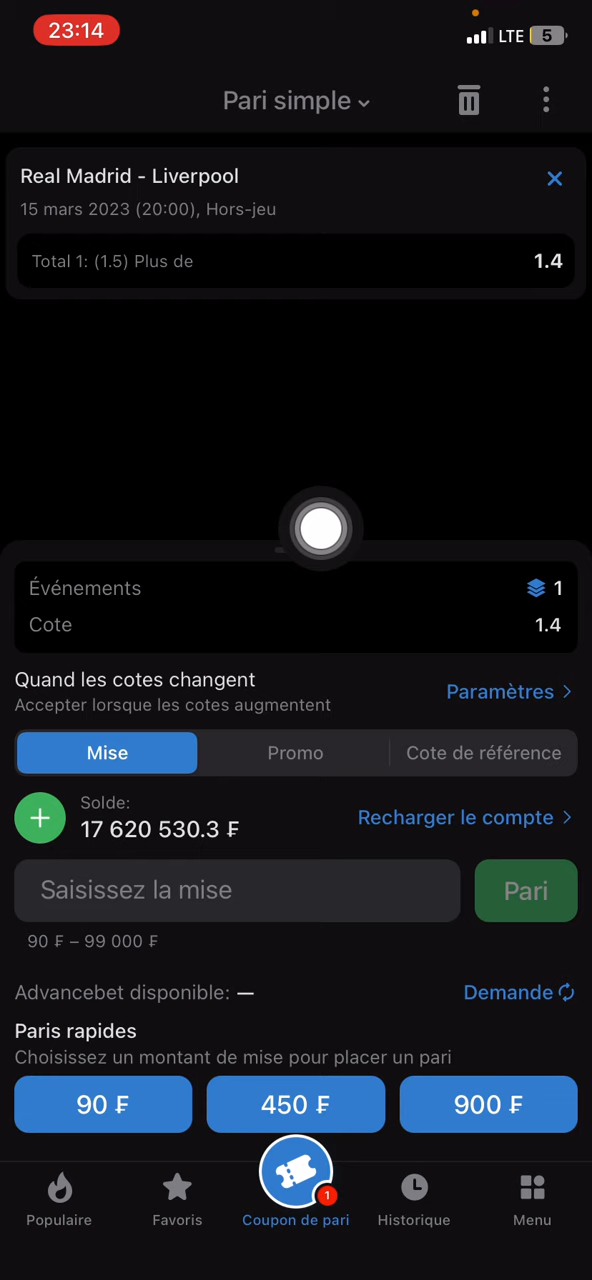 23:14
LTE 5
Pari simple
Real Madrid - Liverpool
15 mars 2023 (20:00), Hors-jeu
Total 1: (1.5) Plus de 1.4
Événements 1
Cote 1.4
Quand les cotes changent
Accepter lorsque les cotes augmentent
Paramètres
Mise Promo Cote de référence
Solde:
17 620 530.3 ₣
Recharger le compte
Saisissez la mise
Pari
90 ₣ – 99 000 ₣
Advancebet disponible: — Demande
Paris rapides
Choisissez un montant de mise pour placer un pari
90 ₣ 450 ₣ 900 ₣
1
Populaire Favoris Coupon de pari Historique Menu